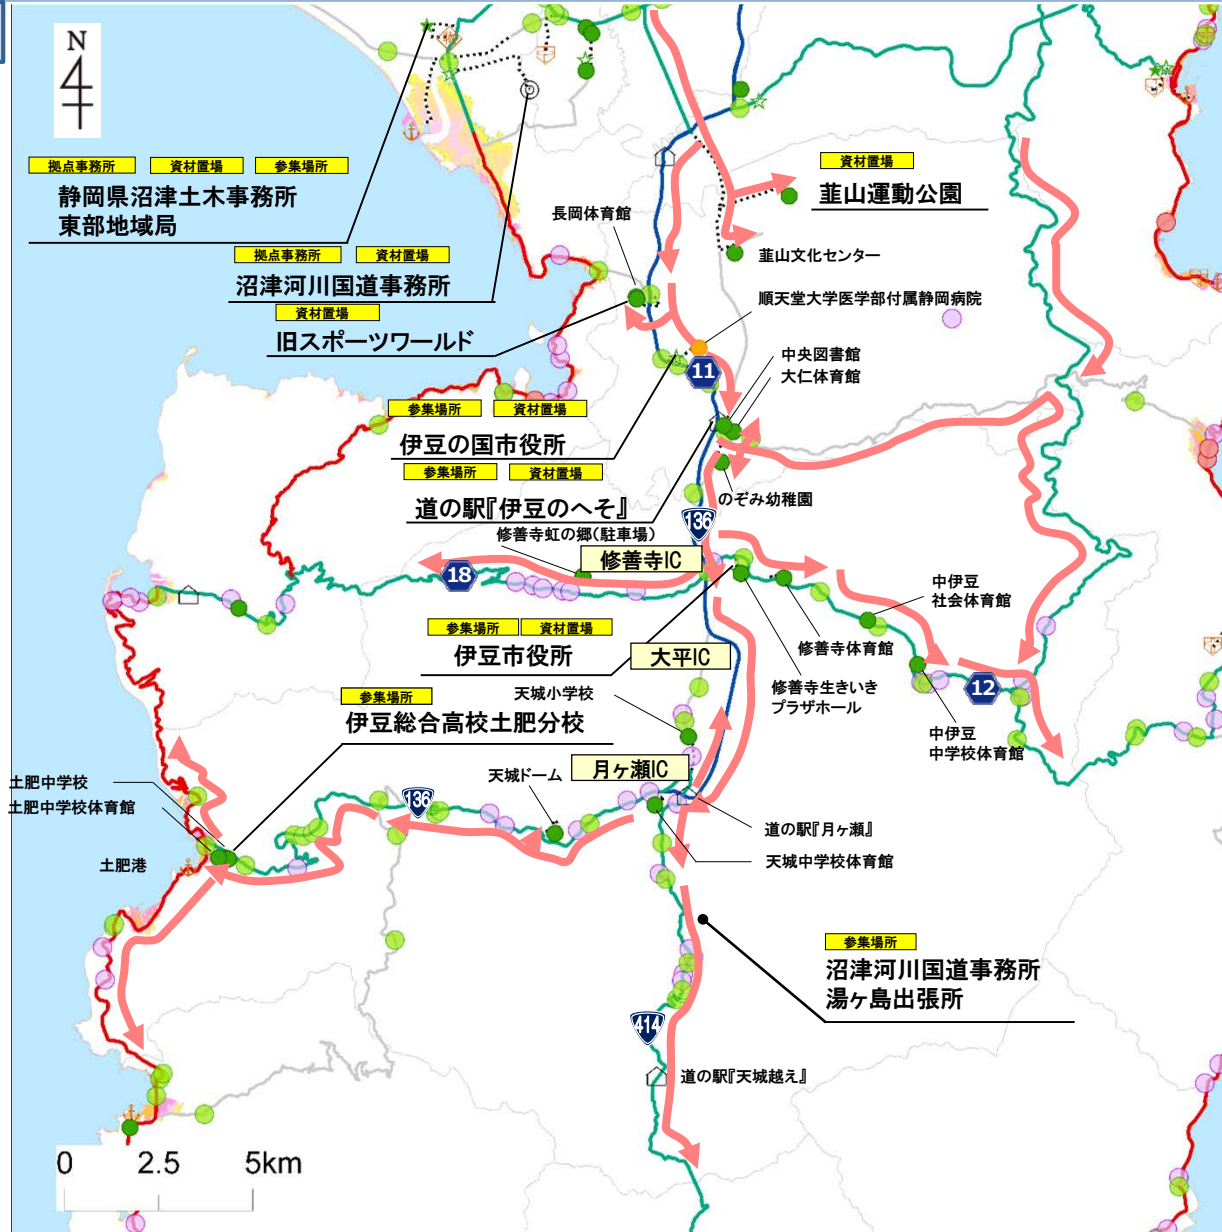 N
拠点事務所 資材置場 参集場所
静岡県沼津土木事務所
東部地域局
拠点事務所 資材置場
沼津河川国道事務所
資材置場
旧スポーツワールド
長岡体育館
資材置場
韮山運動公園
韮山文化センター
順天堂大学医学部付属静岡病院
11
中央図書館
大仁体育館
参集場所 資材置場
伊豆の国市役所
参集場所 資材置場
道の駅『伊豆のへそ』
のぞみ幼稚園
136
修善寺虹の郷(駐車場)
修善寺IC
18
中伊豆
社会体育館
参集場所 資材置場
伊豆市役所
大平IC
修善寺体育館
修善寺生きいき
プラザホール
12
中伊豆
中学校体育館
参集場所
伊豆総合高校土肥分校
天城小学校
月ヶ瀬IC
天城ドーム
136
土肥中学校
土肥中学校体育館
土肥港
道の駅『月ヶ瀬』
天城中学校体育館
参集場所
沼津河川国道事務所
湯ヶ島出張所
414
道の駅『天城越え』
0 2.5 5km